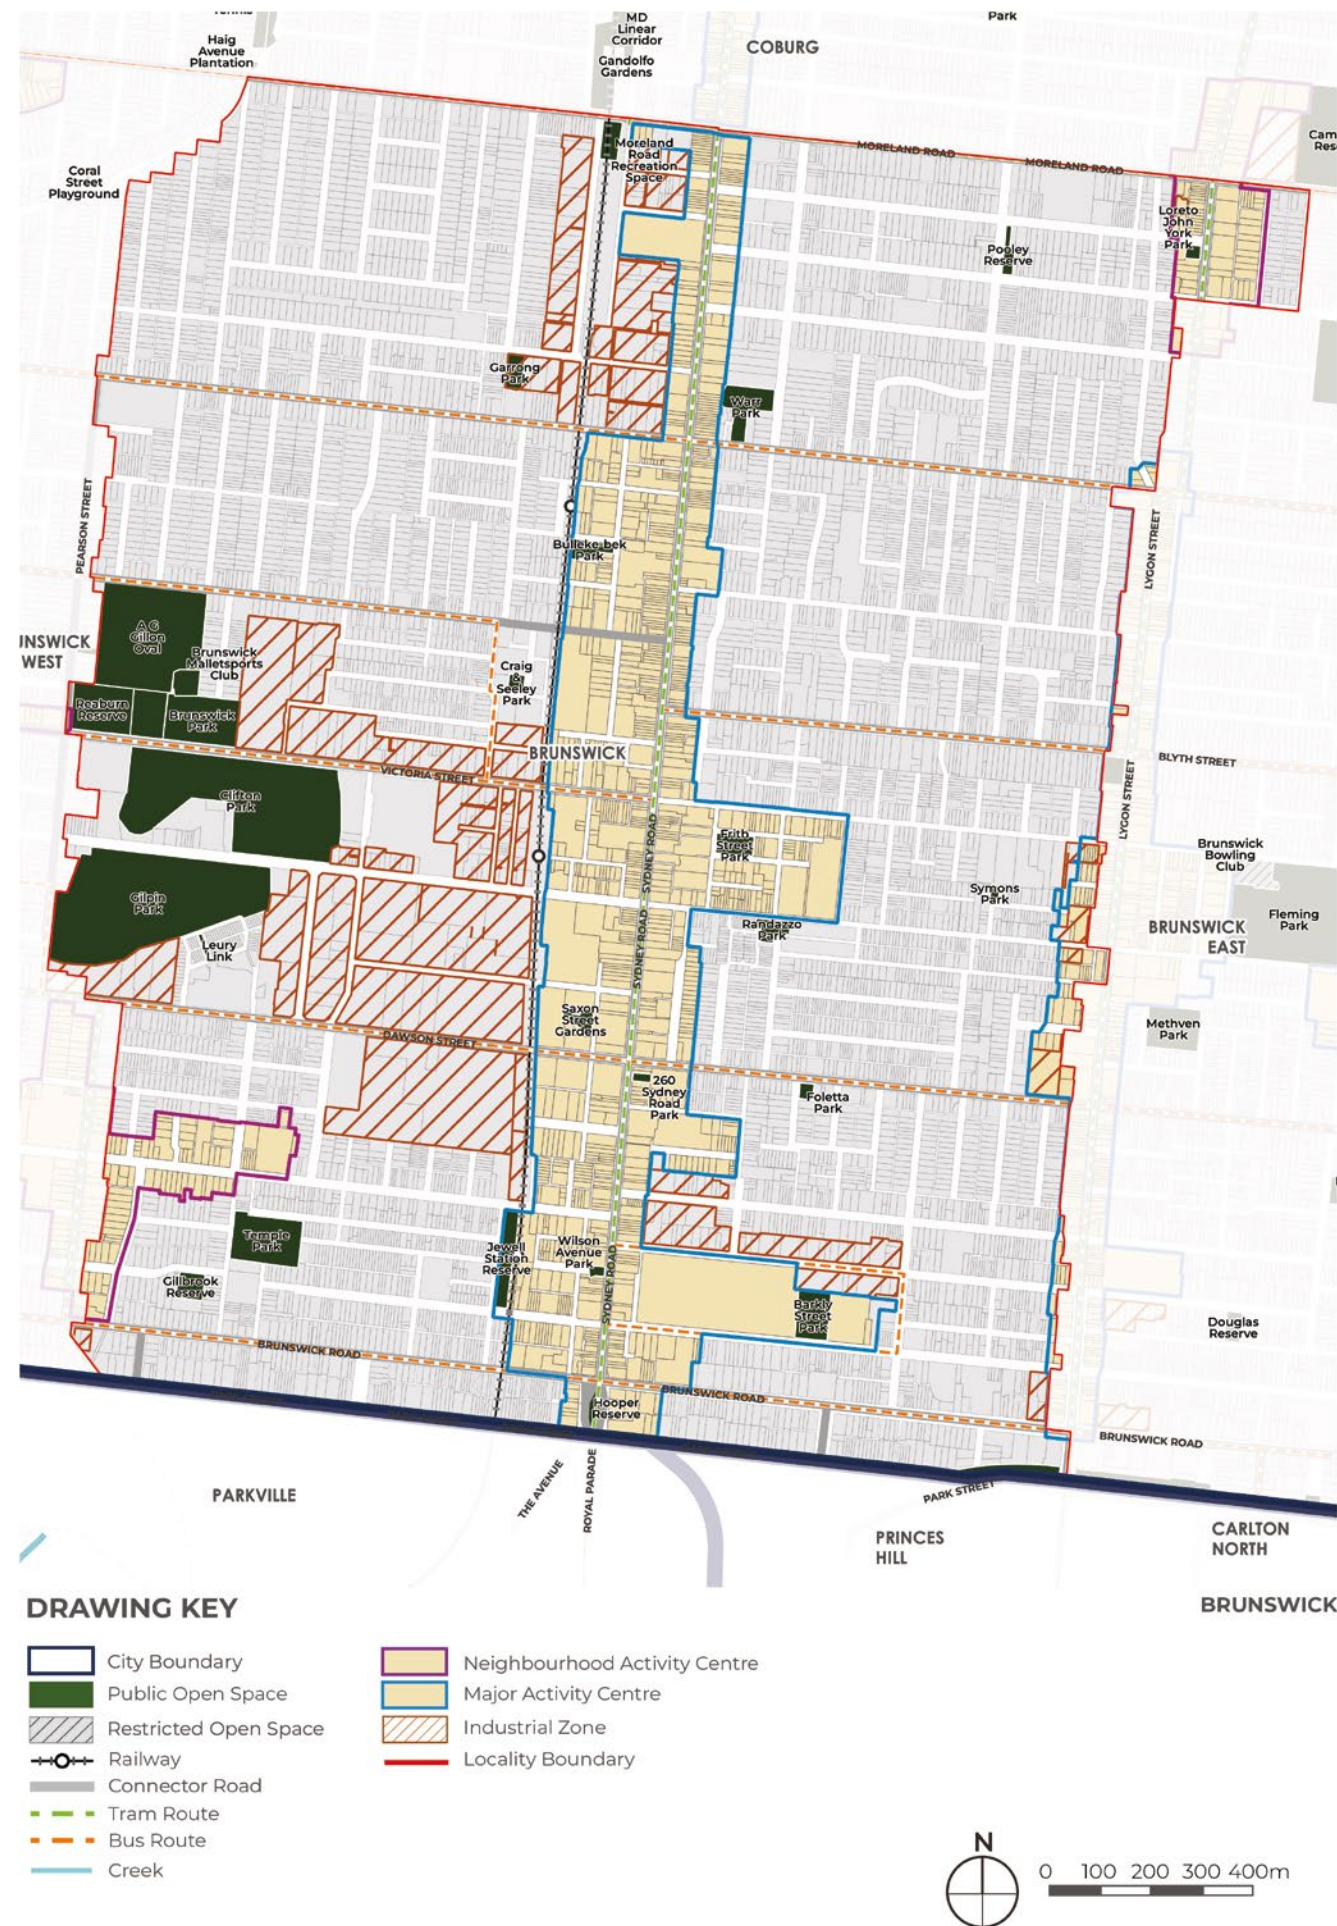 MD
Linear
Corridor
Park
Haig
Avenue
Plantation
COBURG
Gandolfo
Gardens
Cam
Res
Moreland
Road
Recreation
Space
MORELAND ROAD
MORELAND ROAD
Coral
Street
Playground
Loreto
John
York
Park
Pooley
Reserve
Garrong
Park
Warr
Park
PEARSON STREET
LYGON STREET
Bulleke-bek
Park
A G
Gillon
Oval
UNSWICK
WEST
Brunswick
Malletsports
Club
Craig
&
Seeley
Park
Reaburn
Reserve
Brunswick
Park
BRUNSWICK
BLYTH STREET
VICTORIA STREET
LYGON STREET
Clifton
Park
SYDNEY ROAD
Frith
Street
Park
Brunswick
Bowling
Club
Gilpin
Park
Symons
Park
Fleming
Park
Randazzo
Park
BRUNSWICK
EAST
SYDNEY ROAD
Leury
Link
Saxon
Street
Gardens
Methven
Park
DAWSON STREET
260
Sydney
Road
Park
Foletta
Park
Temple
Park
Jewell
Station
Reserve
Wilson
Avenue
Park
SYDNEY ROAD
Gillbrook
Reserve
Barkly
Street
Park
Douglas
Reserve
BRUNSWICK ROAD
BRUNSWICK ROAD
Hooper
Reserve
BRUNSWICK ROAD
PARKVILLE
THE AVENUE
ROYAL PARADE
PARK STREET
PRINCES
HILL
CARLTON
NORTH
DRAWING KEY
BRUNSWICK
City Boundary
Public Open Space
Restricted Open Space
Railway
Connector Road
Tram Route
Bus Route
Creek
Neighbourhood Activity Centre
Major Activity Centre
Industrial Zone
Locality Boundary
N
0 100 200 300 400m